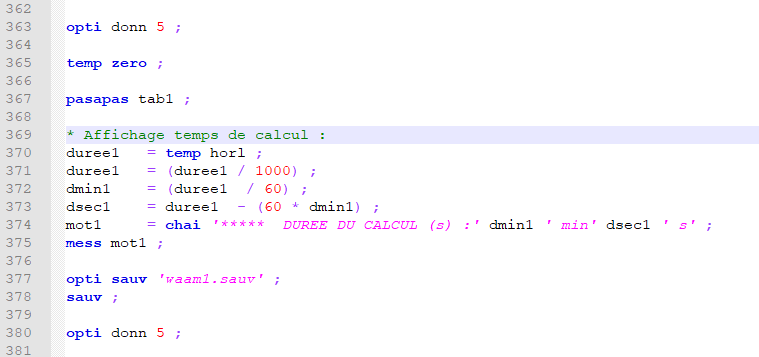 362
363 opti donn 5 ;
364
365 temp zero ;
366
367 pasapas tab1 ;
368
369 * Affichage temps de calcul :
370 duree1   = temp horl ;
371 duree1   = (duree1 / 1000) ;
372 dmin1    = (duree1  / 60) ;
373 dsec1    = duree1  - (60 * dmin1) ;
374 mot1     = chai '*****  DUREE DU CALCUL (s) :' dmin1 ' min' dsec1 ' s' ;
375 mess mot1 ;
376
377 opti sauv 'waam1.sauv' ;
378 sauv ;
379
380 opti donn 5 ;
381